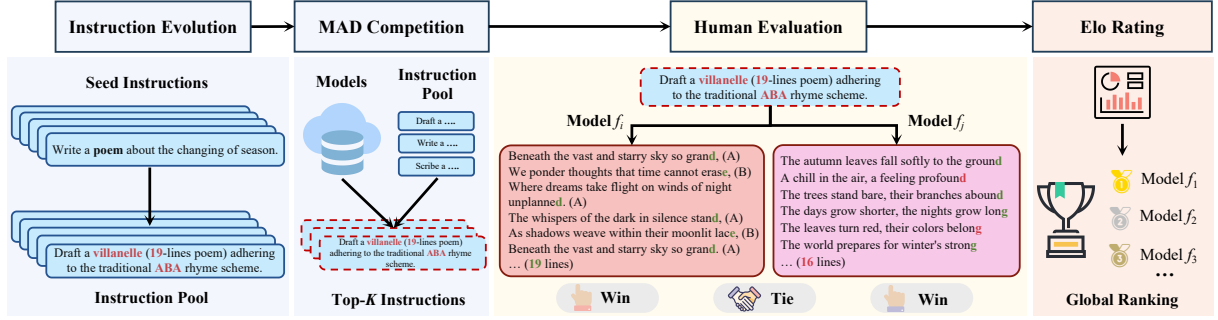 Instruction Evolution
MAD Competition
Human Evaluation
Elo Rating
Seed Instructions
Write a poem about the changing of season.
Draft a villanelle (19-lines poem) adhering
to the traditional ABA rhyme scheme.
Instruction Pool
Models
Instruction
Pool
Draft a ....
Write a ....
Scribe a ....
Draft a villanelle (19-lines poem)
adhering to the traditional ABA rhyme
scheme.
Top-K Instructions
Draft a villanelle (19-lines poem) adhering
to the traditional ABA rhyme scheme.
Model fi
Model fj
Beneath the vast and starry sky so grand, (A)
We ponder thoughts that time cannot erase, (B)
Where dreams take flight on winds of night
unplanned. (A)
The whispers of the dark in silence stand, (A)
As shadows weave within their moonlit lace, (B)
Beneath the vast and starry sky so grand. (A)
… (19 lines)
The autumn leaves fall softly to the ground
A chill in the air, a feeling profound
The trees stand bare, their branches abound
The days grow shorter, the nights grow long
The leaves turn red, their colors belong
The world prepares for winter's strong
… (16 lines)
Win
Tie
Win
1
Model f1
2
Model f2
3
Model f3
…
Global Ranking